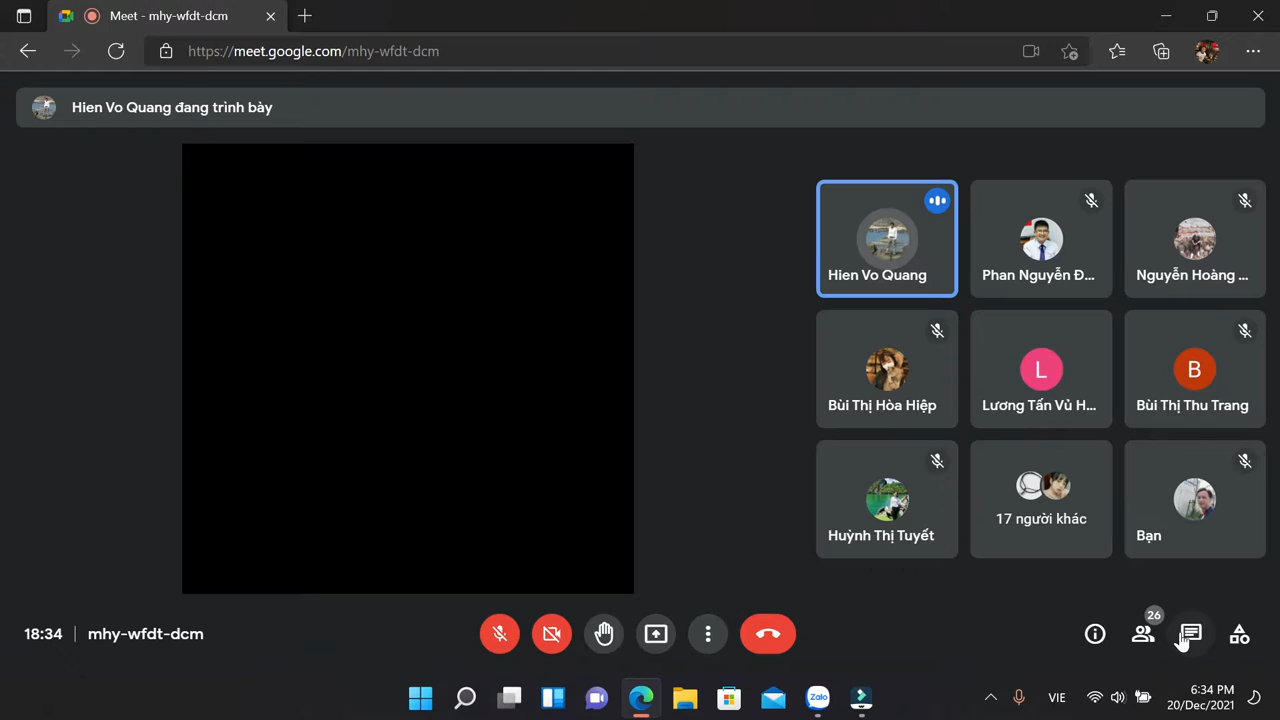 Meet - mhy-wfdt-dcm
https://meet.google.com/mhy-wfdt-dcm
Hien Vo Quang đang trình bày
Hien Vo Quang
Phan Nguyễn Đ...
Nguyễn Hoàng ...
Bùi Thị Hòa Hiệp
L
Lương Tấn Vủ H...
B
Bùi Thị Thu Trang
Huỳnh Thị Tuyết
17 người khác
Bạn
18:34
mhy-wfdt-dcm
26
Zalo
VIE
6:34 PM
20/Dec/2021